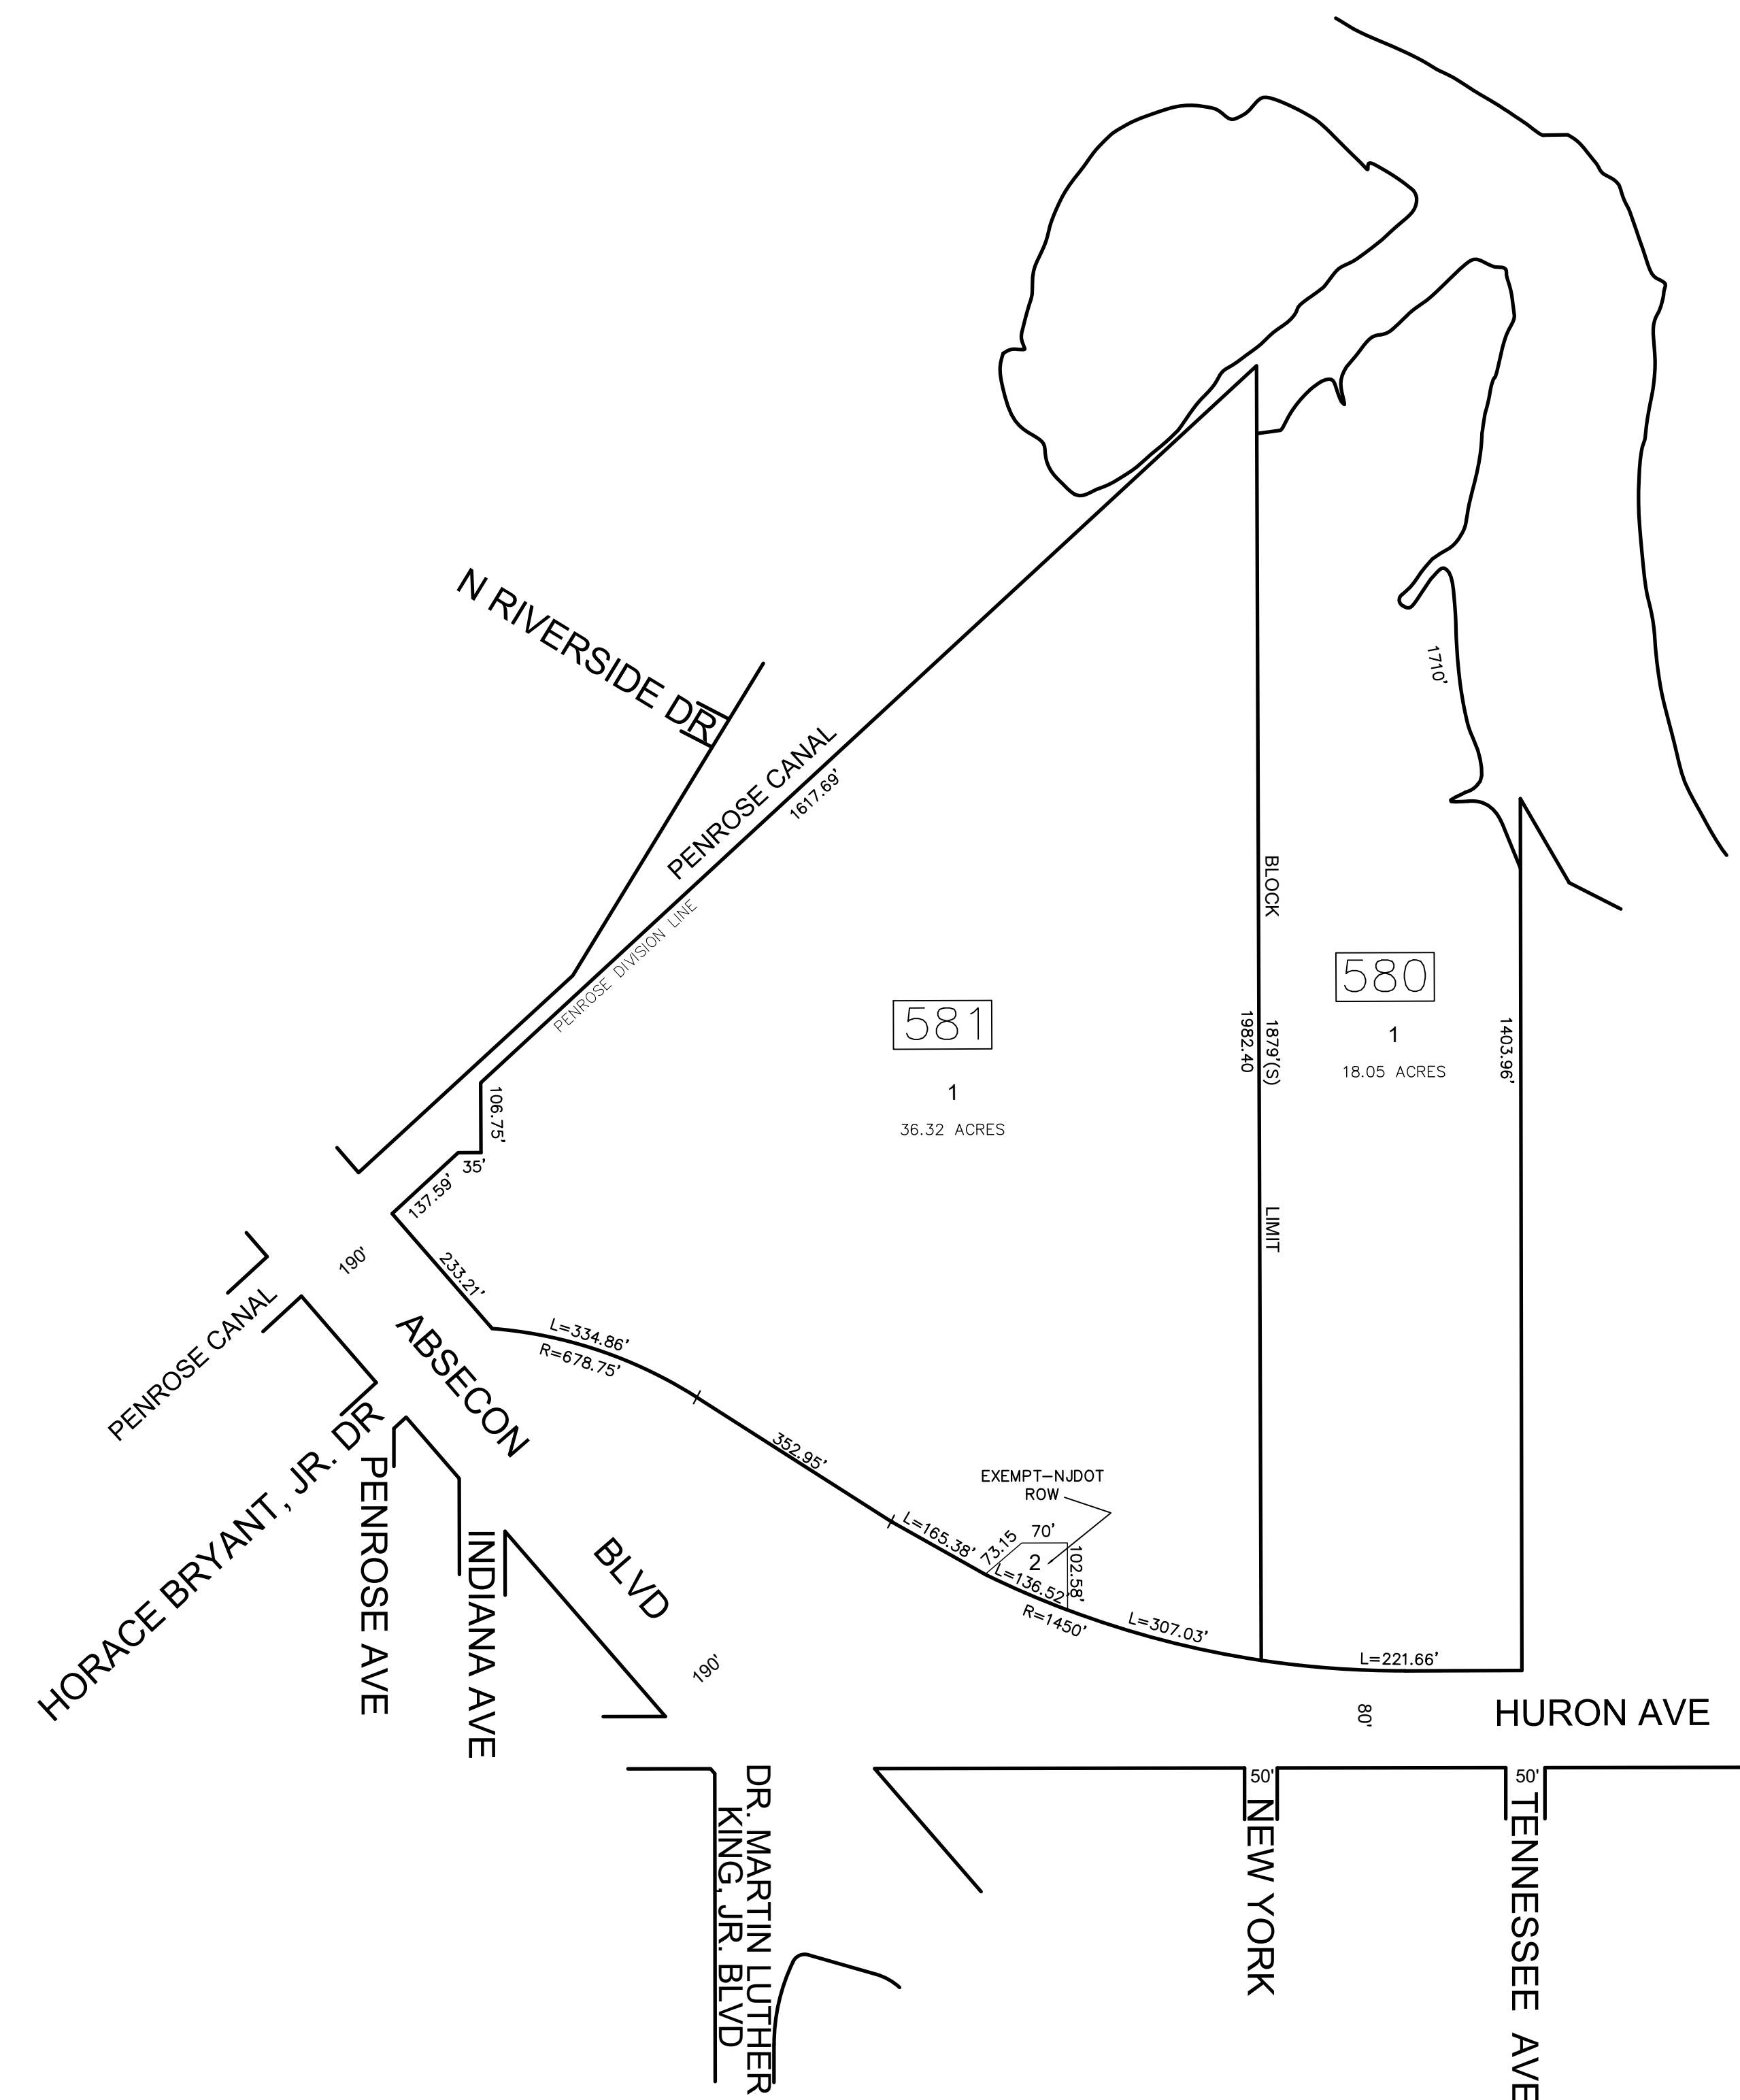 N RIVERSIDE DR
PENROSE CANAL
1617.69'
PENROSE DIVISION LINE
1710'
BLOCK
LIMIT
1879'(S)
1982.40
580
1
18.05 ACRES
1403.96'
581
1
36.32 ACRES
106.75'
35'
137.59'
233.21'
190'
PENROSE CANAL
ABSECON
BLVD
L=334.86'
R=678.75'
352.95'
HORACE BRYANT, JR. DR
PENROSE AVE
INDIANA AVE
190'
EXEMPT-NJDOT
ROW
L=165.38'
73.15
70'
2
102.58'
L=136.52'
R=1450'
L=307.03'
L=221.66'
80'
HURON AVE
50'
50'
DR. MARTIN LUTHER
KING, JR. BLVD
NEW YORK
TENNESSEE AVE